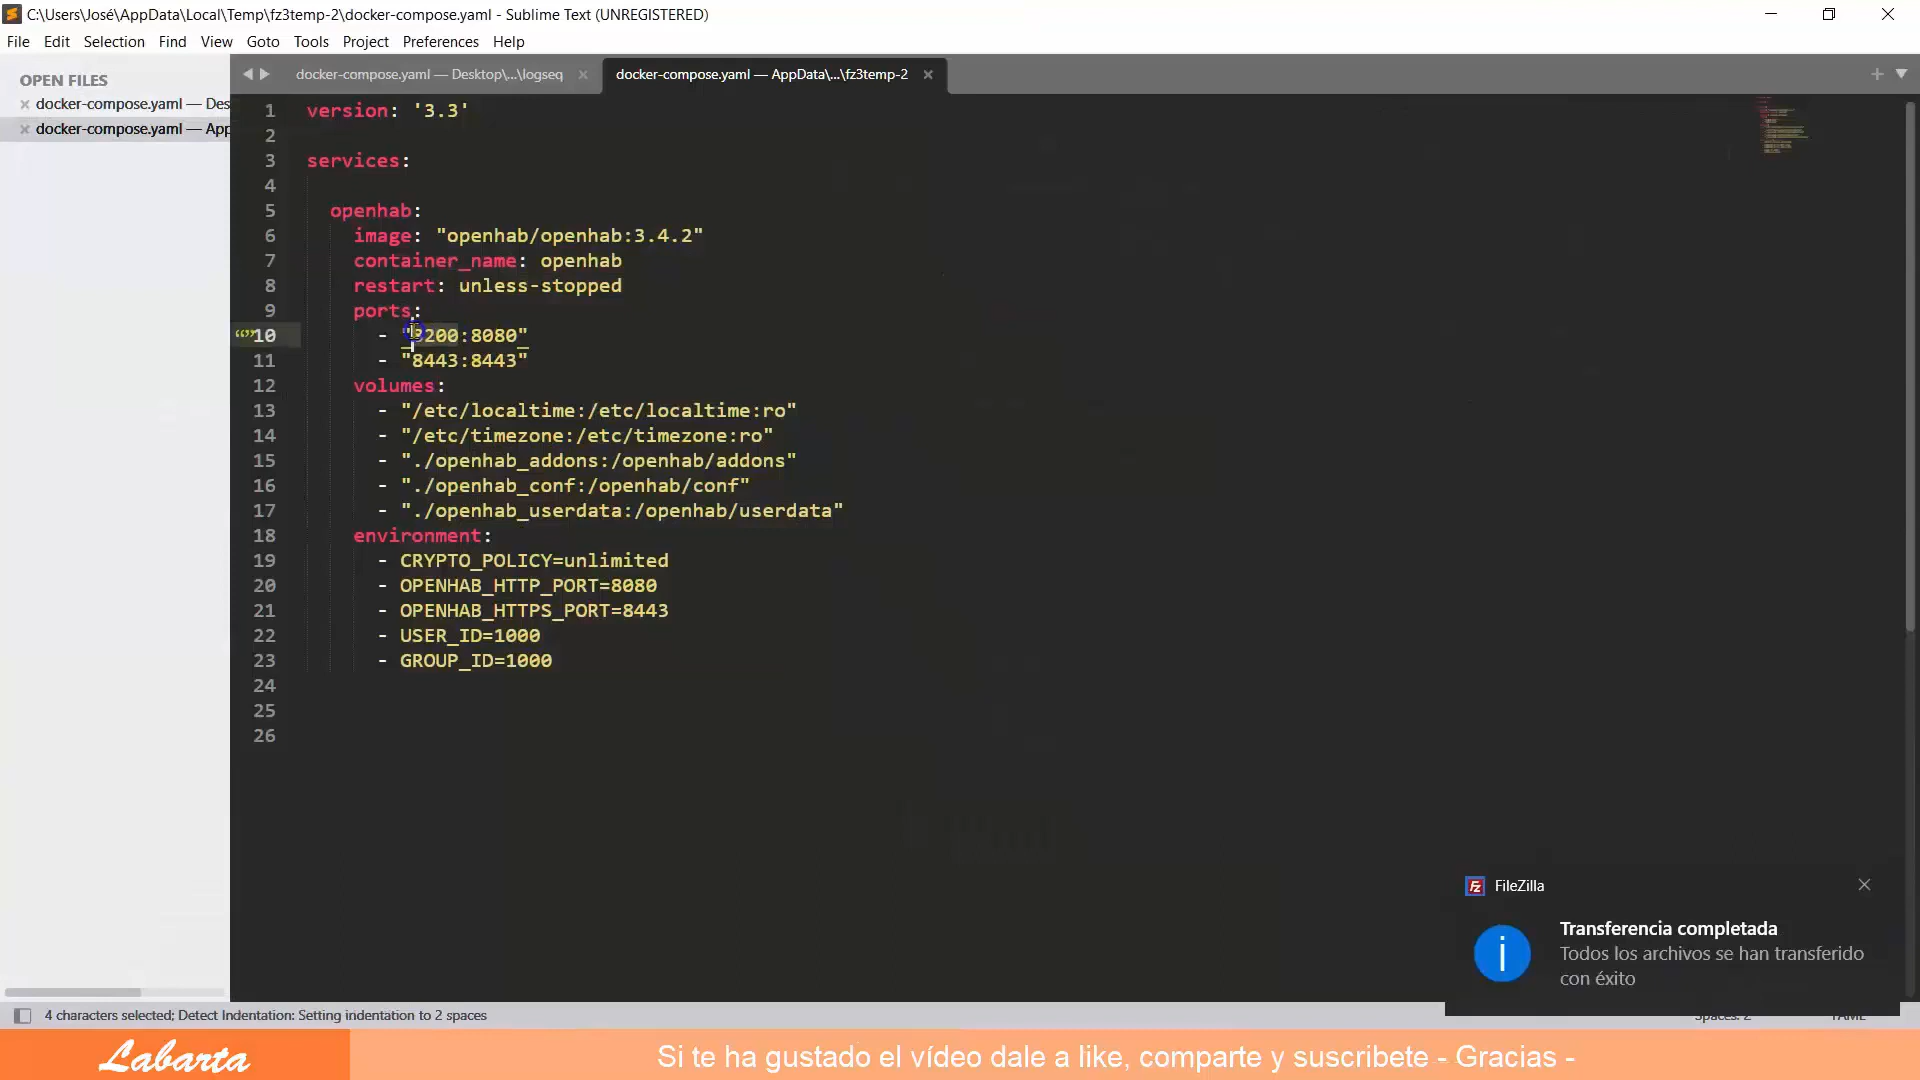 C:\Users\José\AppData\Local\Temp\fz3temp-2\docker-compose.yaml - Sublime Text (UNREGISTERED)
File Edit Selection Find View Goto Tools Project Preferences Help
OPEN FILES
docker-compose.yaml — Des
docker-compose.yaml — App
docker-compose.yaml — Desktop\...\logseq
docker-compose.yaml — AppData\...\fz3temp-2
1 version: '3.3'
2
3 services:
4
5 openhab:
6 image: "openhab/openhab:3.4.2"
7 container_name: openhab
8 restart: unless-stopped
9 ports:
10 - "8200:8080"
11 - "8443:8443"
12 volumes:
13 - "/etc/localtime:/etc/localtime:ro"
14 - "/etc/timezone:/etc/timezone:ro"
15 - "./openhab_addons:/openhab/addons"
16 - "./openhab_conf:/openhab/conf"
17 - "./openhab_userdata:/openhab/userdata"
18 environment:
19 - CRYPTO_POLICY=unlimited
20 - OPENHAB_HTTP_PORT=8080
21 - OPENHAB_HTTPS_PORT=8443
22 - USER_ID=1000
23 - GROUP_ID=1000
24
25
26
FileZilla
Transferencia completada
Todos los archivos se han transferido
con éxito
4 characters selected; Detect Indentation: Setting indentation to 2 spaces
Spaces: 2 YAML
Labarta
Si te ha gustado el vídeo dale a like, comparte y suscribete - Gracias -